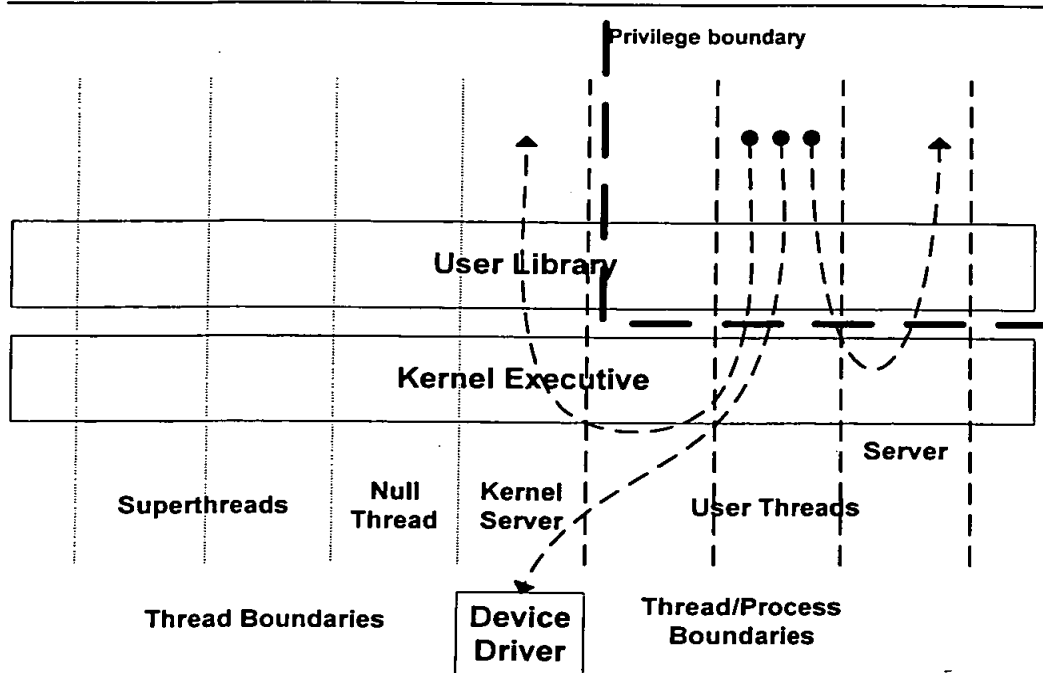 Privilege boundary
User Library
Kernel Executive
Server
Superthreads
Null
Thread
Kernel
Server
User Threads
Thread Boundaries
Device
Driver
Thread/Process
Boundaries